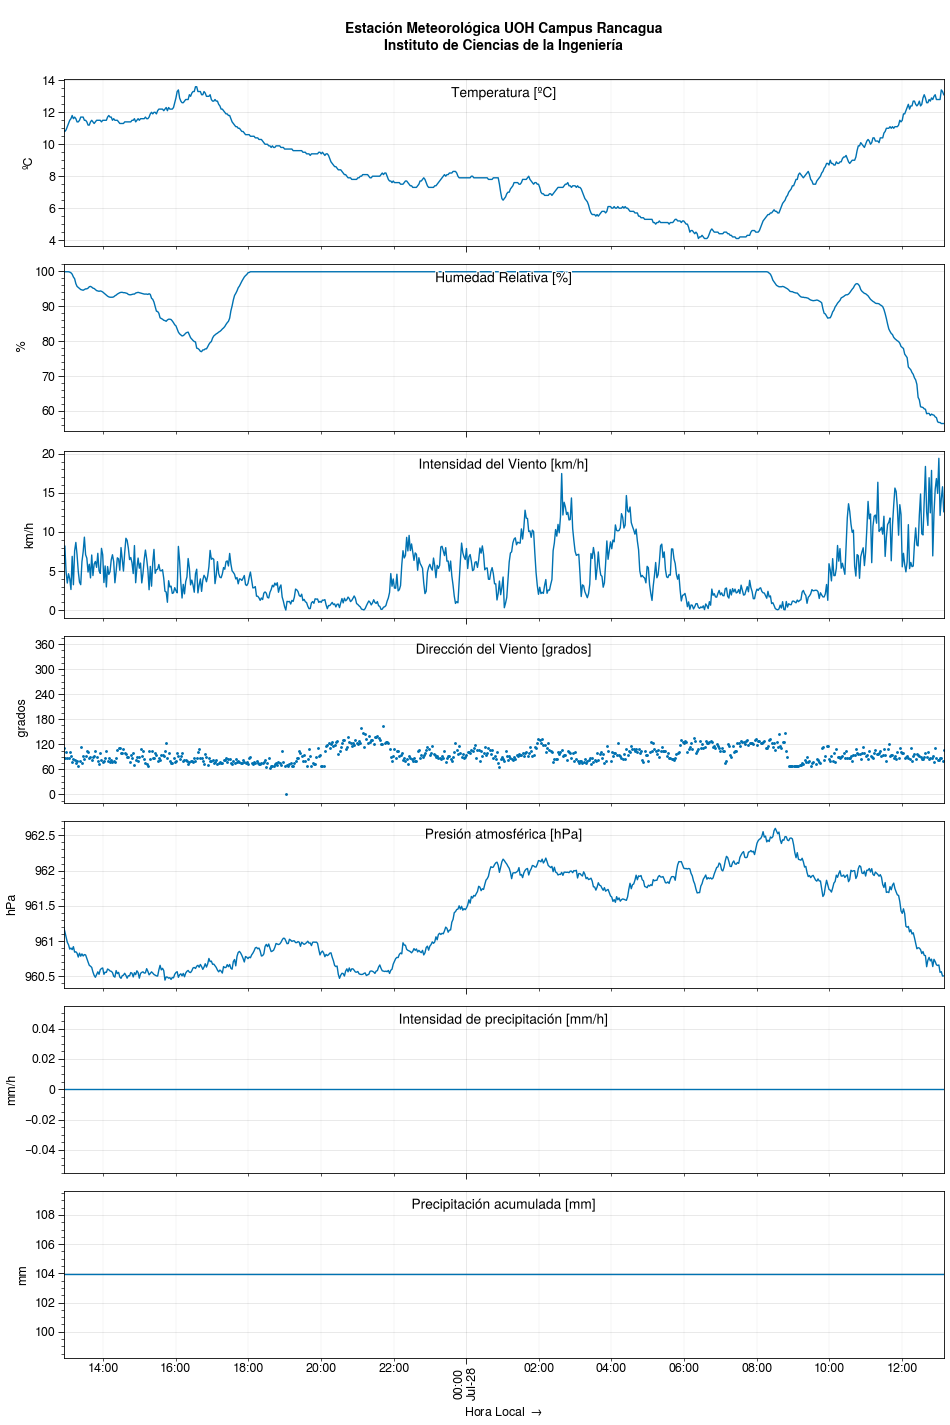 Estación Meteorológica UOH Campus Rancagua
Instituto de Ciencias de la Ingeniería
Temperatura [ºC]
ºC
14
12
10
8
6
4
Humedad Relativa [%]
%
100
90
80
70
60
Intensidad del Viento [km/h]
km/h
20
15
10
5
0
Dirección del Viento [grados]
grados
360
300
240
180
120
60
0
Presión atmosférica [hPa]
hPa
962.5
962
961.5
961
960.5
Intensidad de precipitación [mm/h]
mm/h
0.04
0.02
0
−0.02
−0.04
Precipitación acumulada [mm]
mm
108
106
104
102
100
14:00 16:00 18:00 20:00 22:00 00:00 02:00 04:00 06:00 08:00 10:00 12:00
Jul-28
Hora Local →